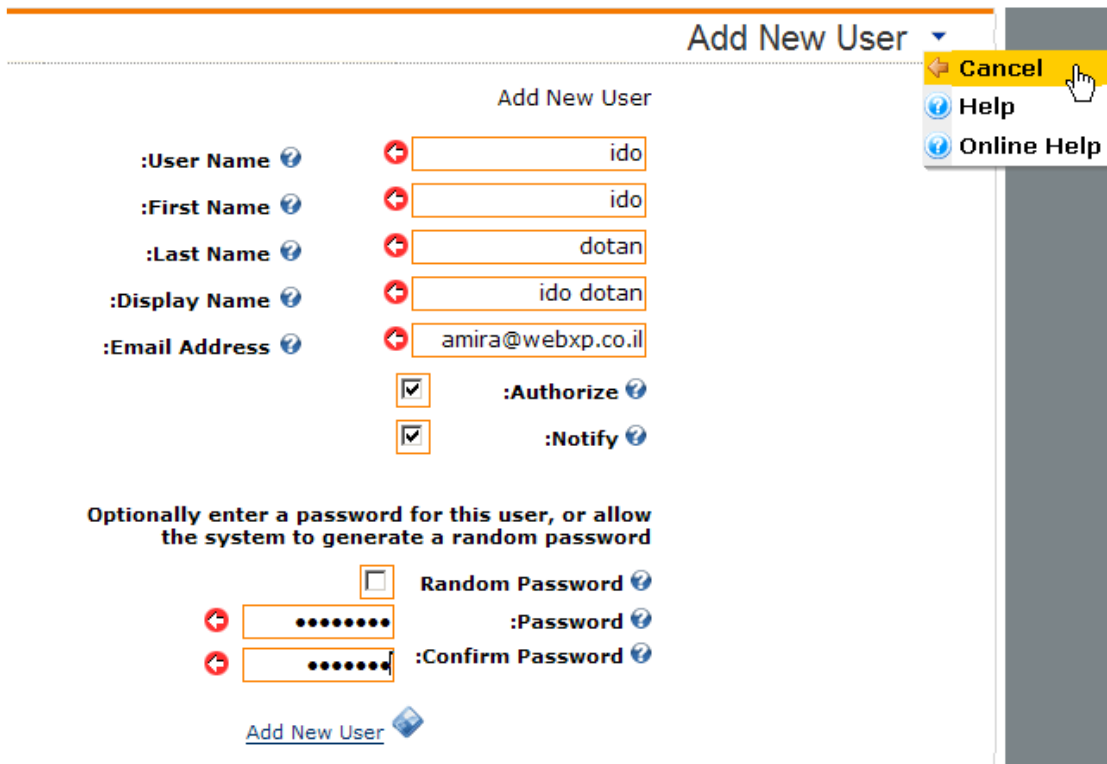 Add New User
Cancel
Help
Online Help
Add New User
:User Name ido
:First Name ido
:Last Name dotan
:Display Name ido dotan
:Email Address amira@webxp.co.il
:Authorize
:Notify
Optionally enter a password for this user, or allow
the system to generate a random password
Random Password
:Password ••••••••
:Confirm Password •••••••
Add New User